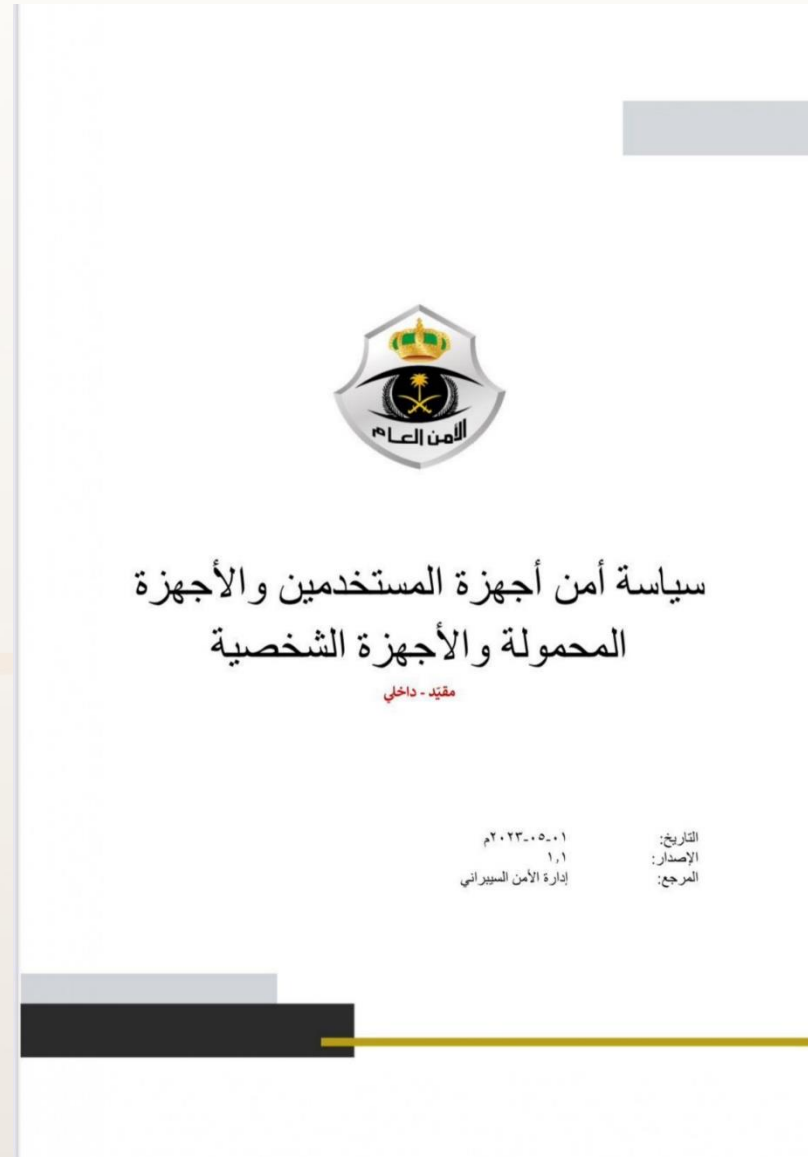 الأمن العام
سياسة أمن أجهزة المستخدمين والأجهزة
المحمولة والأجهزة الشخصية
مقيّد - داخلي
التاريخ: ٠١-٠٥-٢٠٢٣م
الإصدار: ١,١
المرجع: إدارة الأمن السيبراني